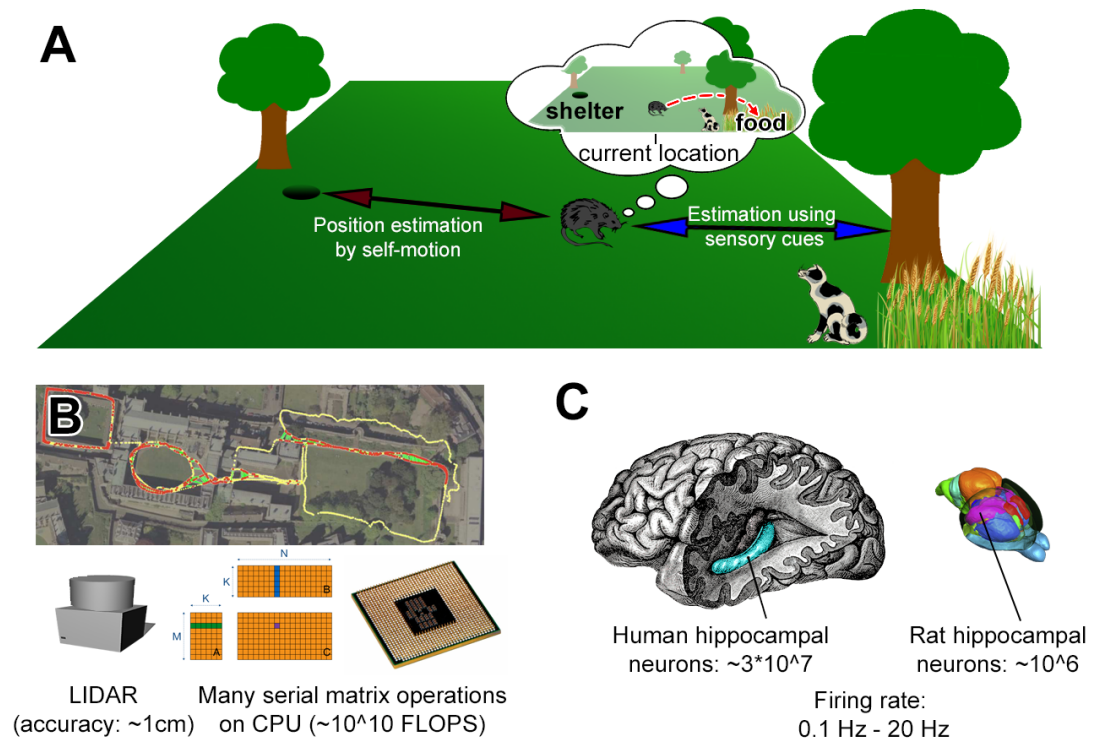 A
shelter
food
current location
Position estimation
by self-motion
Estimation using
sensory cues
B
N
K
B
K
M
A
C
LIDAR
(accuracy: ~1cm)
Many serial matrix operations
on CPU (~10^10 FLOPS)
C
Human hippocampal
neurons: ~3*10^7
Rat hippocampal
neurons: ~10^6
Firing rate:
0.1 Hz - 20 Hz